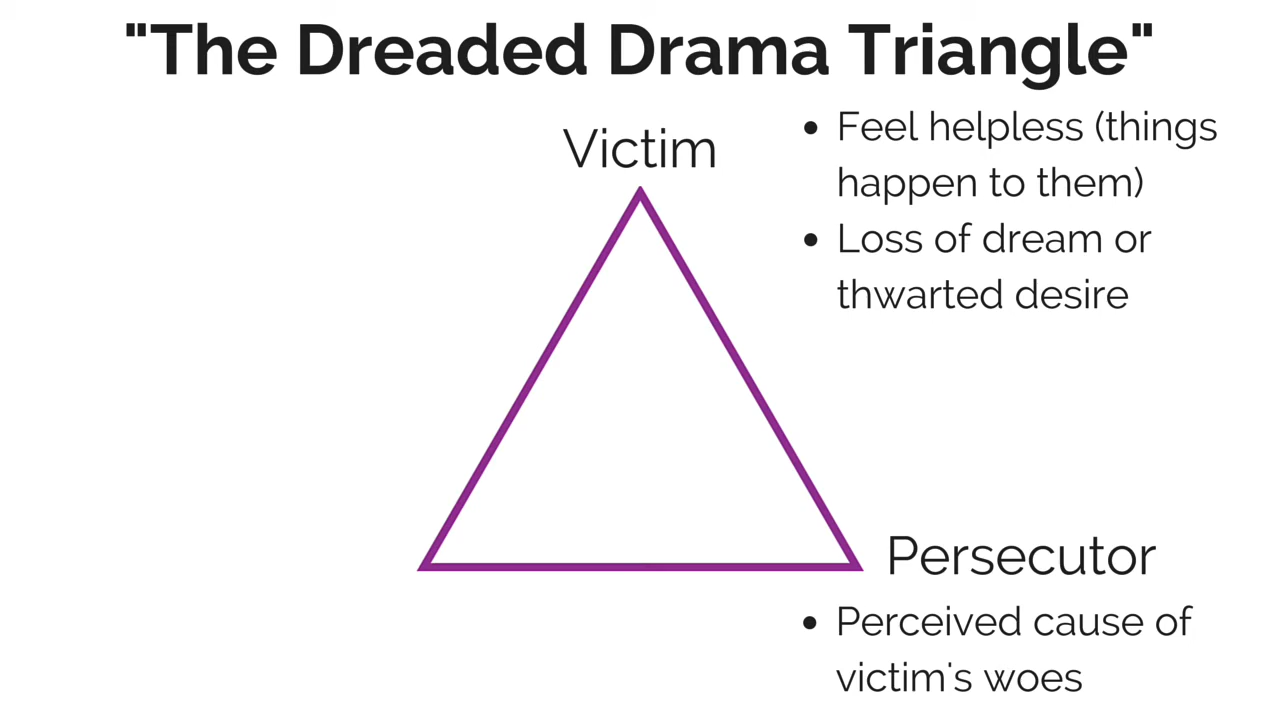 "The Dreaded Drama Triangle"
Victim
• Feel helpless (things
happen to them)
• Loss of dream or
thwarted desire
Persecutor
• Perceived cause of
victim's woes